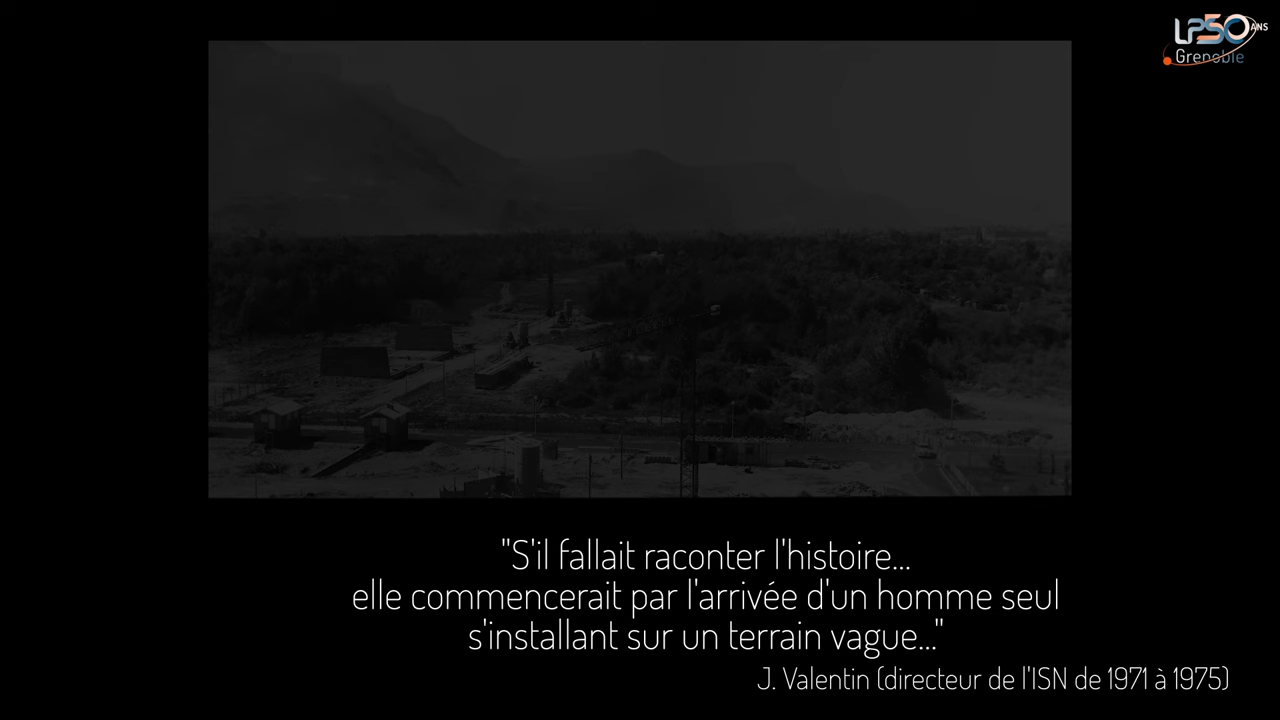 LPSC 50 ANS
Grenoble
"S'il fallait raconter l'histoire...
elle commencerait par l'arrivée d'un homme seul
s'installant sur un terrain vague..."
J. Valentin (directeur de l'ISN de 1971 à 1975)